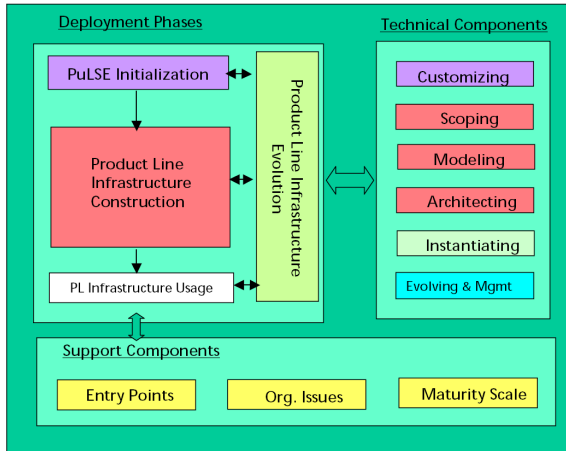 Deployment Phases
PuLSE Initialization
Product Line
Infrastructure
Construction
PL Infrastructure Usage
Product Line Infrastructure
Evolution
Technical Components
Customizing
Scoping
Modeling
Architecting
Instantiating
Evolving & Mgmt
Support Components
Entry Points
Org. Issues
Maturity Scale